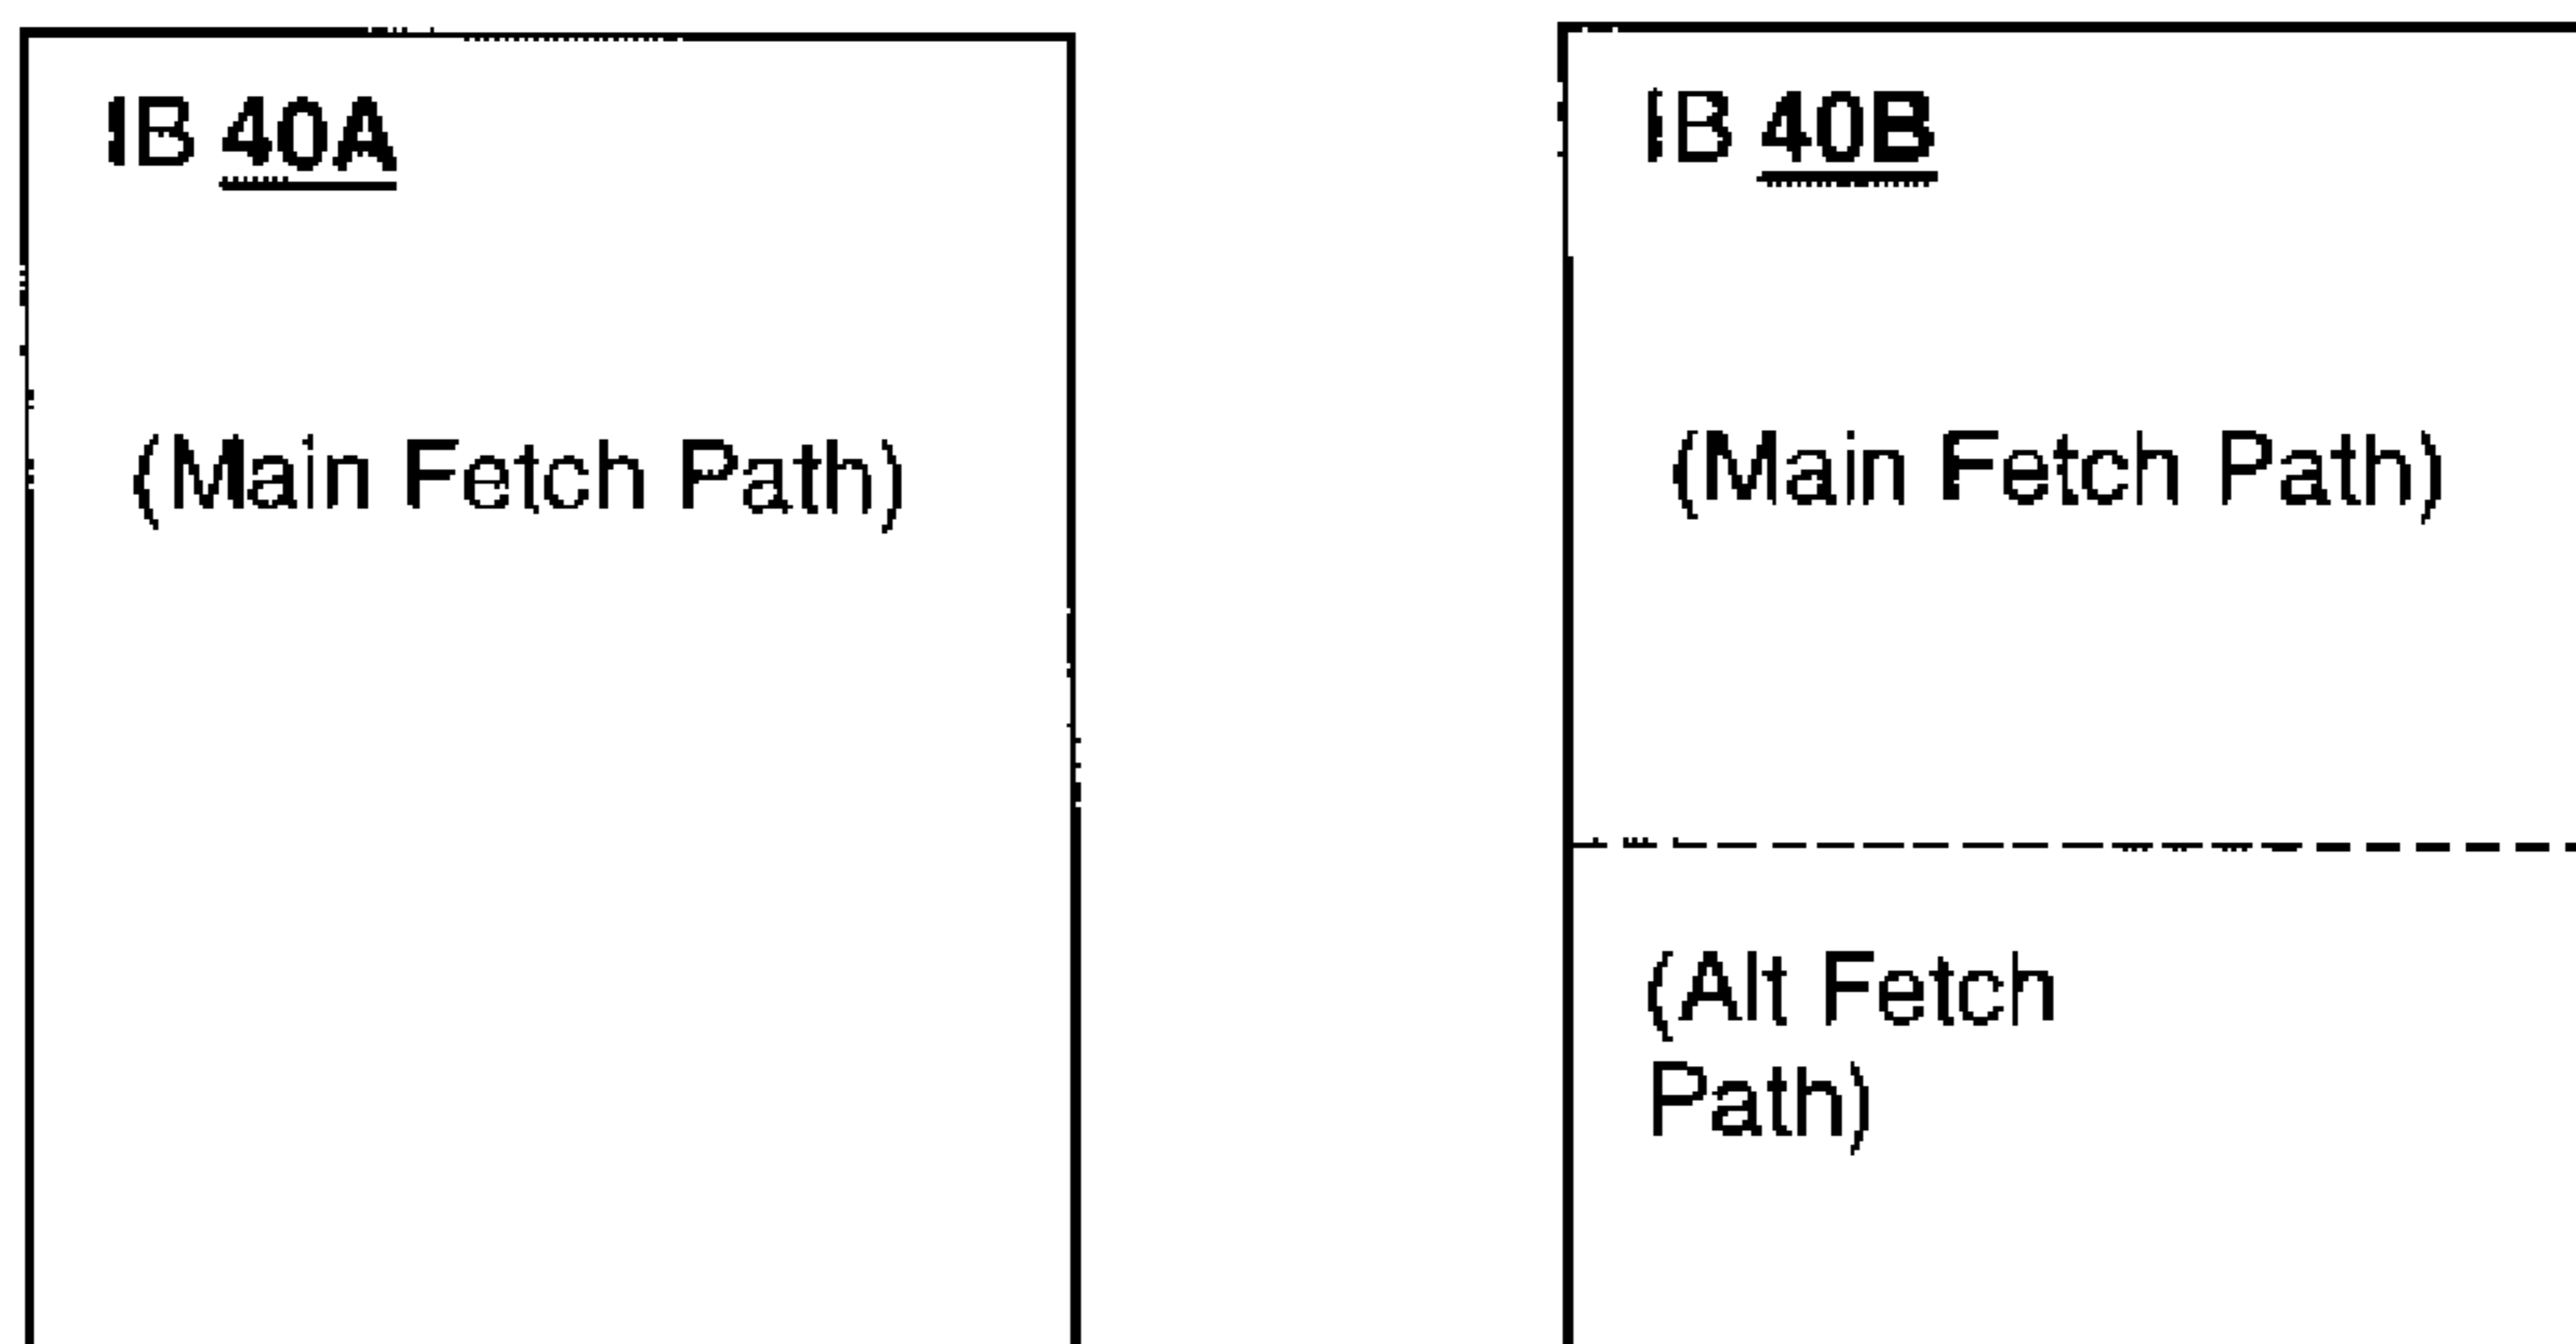 IB 40A
(Main Fetch Path)
IB 40B
(Main Fetch Path)
(Alt Fetch
Path)